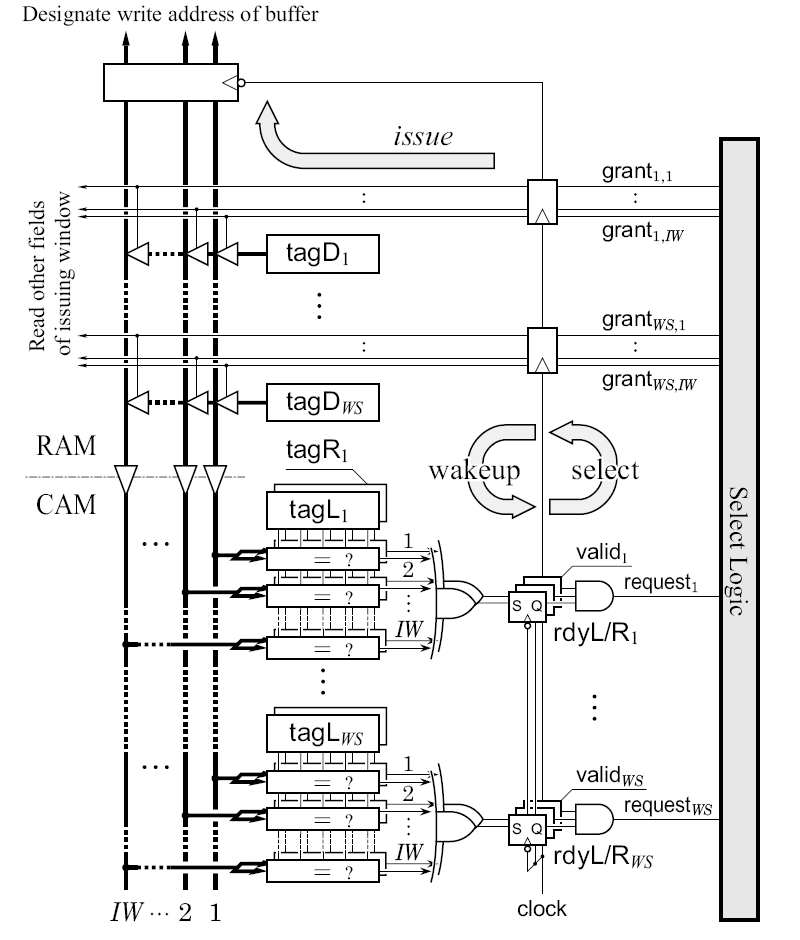 Designate write address of buffer
issue
grant1,1
:
:
grant1,IW
Read other fields
of issuing window
tagD1
⋮
grantWS,1
:
:
grantWS,IW
tagDWS
RAM
CAM
tagR1
wakeup
select
Select Logic
tagL1
...
1
= ?
2
= ?
⋮
IW
= ?
valid1
request1
S Q
rdyL/R1
⋮
⋮
tagLWS
...
1
= ?
2
= ?
⋮
IW
= ?
validWS
requestWS
S Q
rdyL/RWS
IW ... 2 1
clock